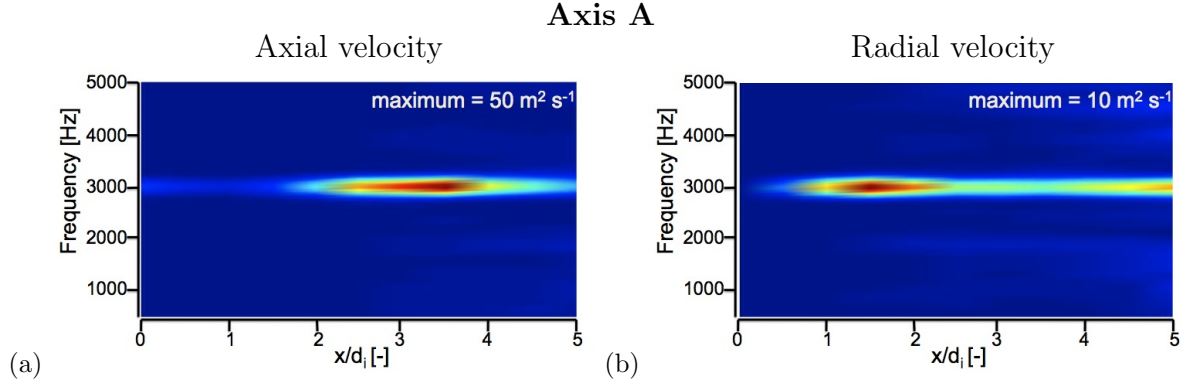 Axis A
Axial velocity
Radial velocity
maximum = 50 m² s⁻¹
5000
4000
3000
2000
1000
Frequency [Hz]
0 1 2 3 4 5
x/dᵢ [-]
(a)
maximum = 10 m² s⁻¹
5000
4000
3000
2000
1000
Frequency [Hz]
0 1 2 3 4 5
x/dᵢ [-]
(b)